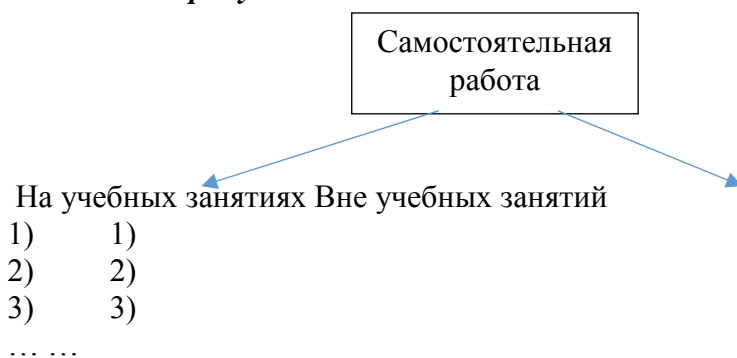 Самостоятельная
работа
На учебных занятиях Вне учебных занятий
1) 1)
2) 2)
3) 3)
… …